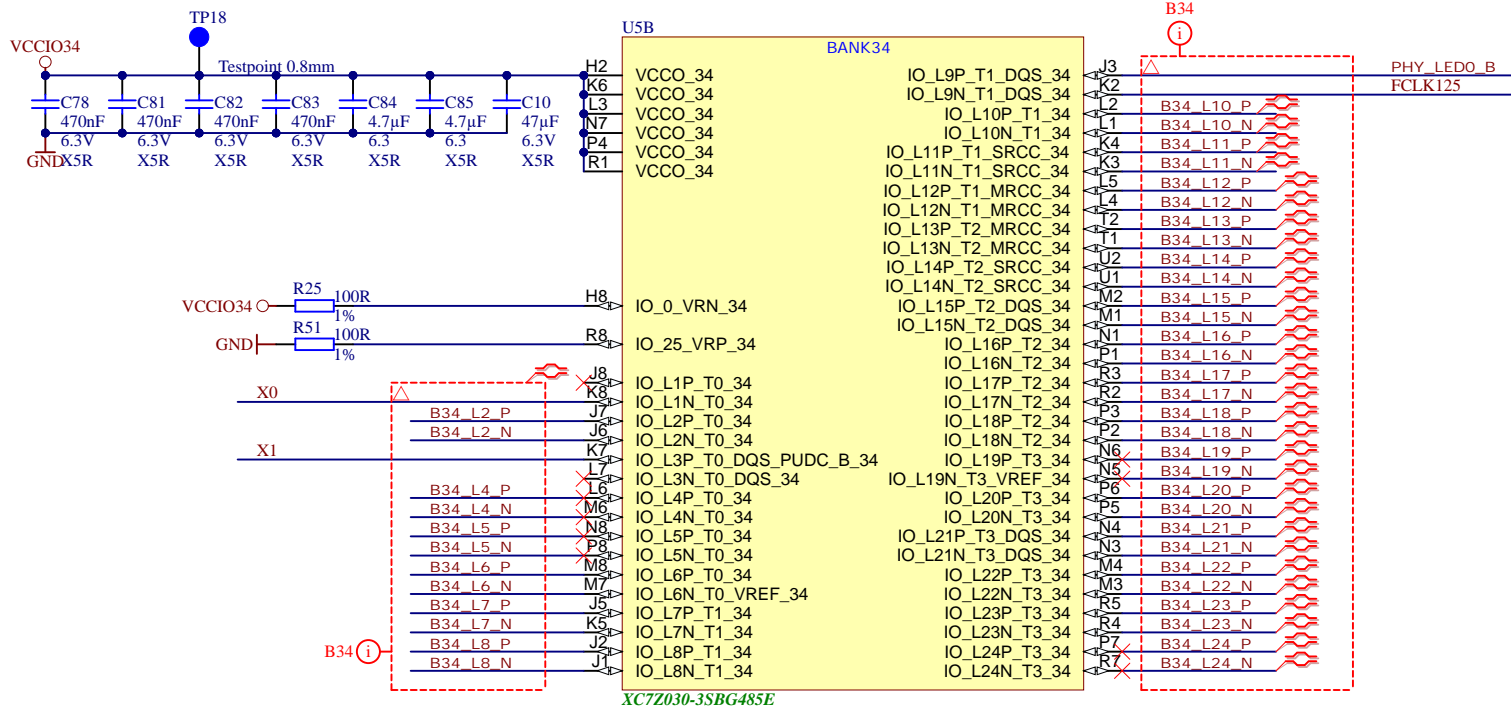 B34
i
TP18
U5B
VCCIO34
BANK34
Testpoint 0.8mm
C78 470nF 6.3V X5R
C81 470nF 6.3V X5R
C82 470nF 6.3V X5R
C83 470nF 6.3V X5R
C84 4.7µF 6.3 X5R
C85 4.7µF 6.3 X5R
C10 47µF 6.3V X5R
GND
H2 VCCO_34
K6 VCCO_34
L3 VCCO_34
N7 VCCO_34
P4 VCCO_34
R1 VCCO_34
VCCIO34 R25 100R 1% H8 IO_0_VRN_34
GND R51 100R 1% R8 IO_25_VRP_34
J8 IO_L1P_T0_34
X0 K8 IO_L1N_T0_34
B34_L2_P J7 IO_L2P_T0_34
B34_L2_N J6 IO_L2N_T0_34
X1 K7 IO_L3P_T0_DQS_PUDC_B_34
L7 IO_L3N_T0_DQS_34
B34_L4_P L6 IO_L4P_T0_34
B34_L4_N M6 IO_L4N_T0_34
B34_L5_P N8 IO_L5P_T0_34
B34_L5_N P8 IO_L5N_T0_34
B34_L6_P M8 IO_L6P_T0_34
B34_L6_N M7 IO_L6N_T0_VREF_34
B34_L7_P J5 IO_L7P_T1_34
B34_L7_N K5 IO_L7N_T1_34
B34_L8_P J2 IO_L8P_T1_34
B34_L8_N J1 IO_L8N_T1_34
B34 i
IO_L9P_T1_DQS_34 J3 PHY_LED0_B
IO_L9N_T1_DQS_34 K2 FCLK125
IO_L10P_T1_34 L2 B34_L10_P
IO_L10N_T1_34 L1 B34_L10_N
IO_L11P_T1_SRCC_34 K4 B34_L11_P
IO_L11N_T1_SRCC_34 K3 B34_L11_N
IO_L12P_T1_MRCC_34 L5 B34_L12_P
IO_L12N_T1_MRCC_34 L4 B34_L12_N
IO_L13P_T2_MRCC_34 T2 B34_L13_P
IO_L13N_T2_MRCC_34 T1 B34_L13_N
IO_L14P_T2_SRCC_34 U2 B34_L14_P
IO_L14N_T2_SRCC_34 U1 B34_L14_N
IO_L15P_T2_DQS_34 M2 B34_L15_P
IO_L15N_T2_DQS_34 M1 B34_L15_N
IO_L16P_T2_34 N1 B34_L16_P
IO_L16N_T2_34 P1 B34_L16_N
IO_L17P_T2_34 R3 B34_L17_P
IO_L17N_T2_34 R2 B34_L17_N
IO_L18P_T2_34 P3 B34_L18_P
IO_L18N_T2_34 P2 B34_L18_N
IO_L19P_T3_34 N6 B34_L19_P
IO_L19N_T3_VREF_34 N5 B34_L19_N
IO_L20P_T3_34 P6 B34_L20_P
IO_L20N_T3_34 P5 B34_L20_N
IO_L21P_T3_DQS_34 N4 B34_L21_P
IO_L21N_T3_DQS_34 N3 B34_L21_N
IO_L22P_T3_34 M4 B34_L22_P
IO_L22N_T3_34 M3 B34_L22_N
IO_L23P_T3_34 R5 B34_L23_P
IO_L23N_T3_34 R4 B34_L23_N
IO_L24P_T3_34 P7 B34_L24_P
IO_L24N_T3_34 R7 B34_L24_N
XC7Z030-3SBG485E